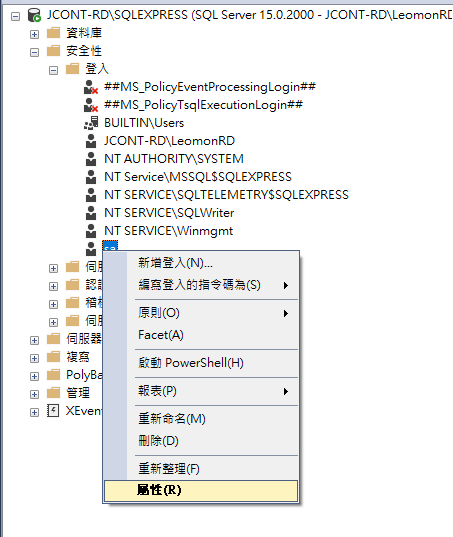 JCONT-RD\SQLEXPRESS (SQL Server 15.0.2000 - JCONT-RD\LeomonRD
資料庫
安全性
登入
##MS_PolicyEventProcessingLogin##
##MS_PolicyTsqlExecutionLogin##
BUILTIN\Users
JCONT-RD\LeomonRD
NT AUTHORITY\SYSTEM
NT Service\MSSQL$SQLEXPRESS
NT SERVICE\SQLTELEMETRY$SQLEXPRESS
NT SERVICE\SQLWriter
NT SERVICE\Winmgmt
sa
伺服
認證
稽核
伺服
伺服器
複寫
PolyBa
管理
XEven
新增登入(N)...
編寫登入的指令碼為(S)
原則(O)
Facet(A)
啟動 PowerShell(H)
報表(P)
重新命名(M)
刪除(D)
重新整理(F)
屬性(R)